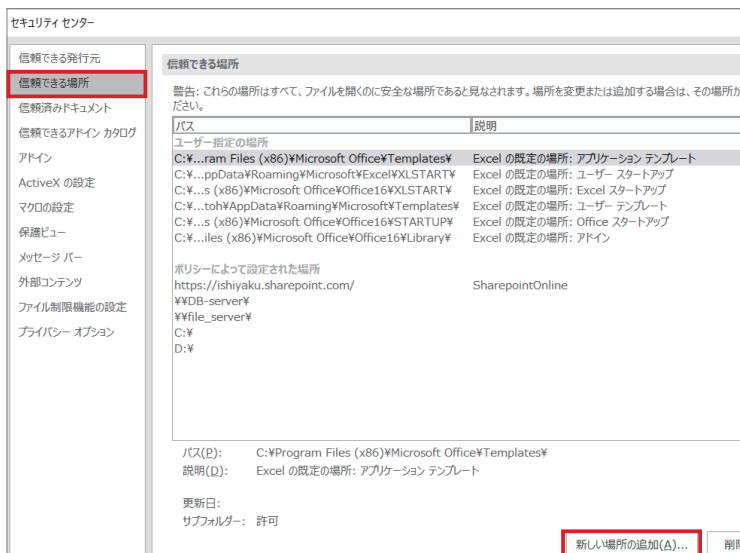 セキュリティ センター
信頼できる発行元
信頼できる場所
信頼済みドキュメント
信頼できるアドイン カタログ
アドイン
ActiveX の設定
マクロの設定
保護ビュー
メッセージ バー
外部コンテンツ
ファイル制限機能の設定
プライバシー オプション
信頼できる場所
警告: これらの場所はすべて、ファイルを開くのに安全な場所であると見なされます。場所を変更または追加する場合は、その場所が
ださい。
パス 説明
ユーザー指定の場所
C:¥...ram Files (x86)¥Microsoft Office¥Templates¥ Excel の既定の場所: アプリケーション テンプレート
C:¥...ppData¥Roaming¥Microsoft¥Excel¥XLSTART¥ Excel の既定の場所: ユーザー スタートアップ
C:¥...s (x86)¥Microsoft Office¥Office16¥XLSTART¥ Excel の既定の場所: Excel スタートアップ
C:¥...toh¥AppData¥Roaming¥Microsoft¥Templates¥ Excel の既定の場所: ユーザー テンプレート
C:¥...s (x86)¥Microsoft Office¥Office16¥STARTUP¥ Excel の既定の場所: Office スタートアップ
C:¥...iles (x86)¥Microsoft Office¥Office16¥Library¥ Excel の既定の場所: アドイン
ポリシーによって設定された場所
https://ishiyaku.sharepoint.com/ SharepointOnline
¥¥DB-server¥
¥¥file_server¥
C:¥
D:¥
パス(P): C:¥Program Files (x86)¥Microsoft Office¥Templates¥
説明(D): Excel の既定の場所: アプリケーション テンプレート
更新日:
サブフォルダー: 許可
新しい場所の追加(A)...